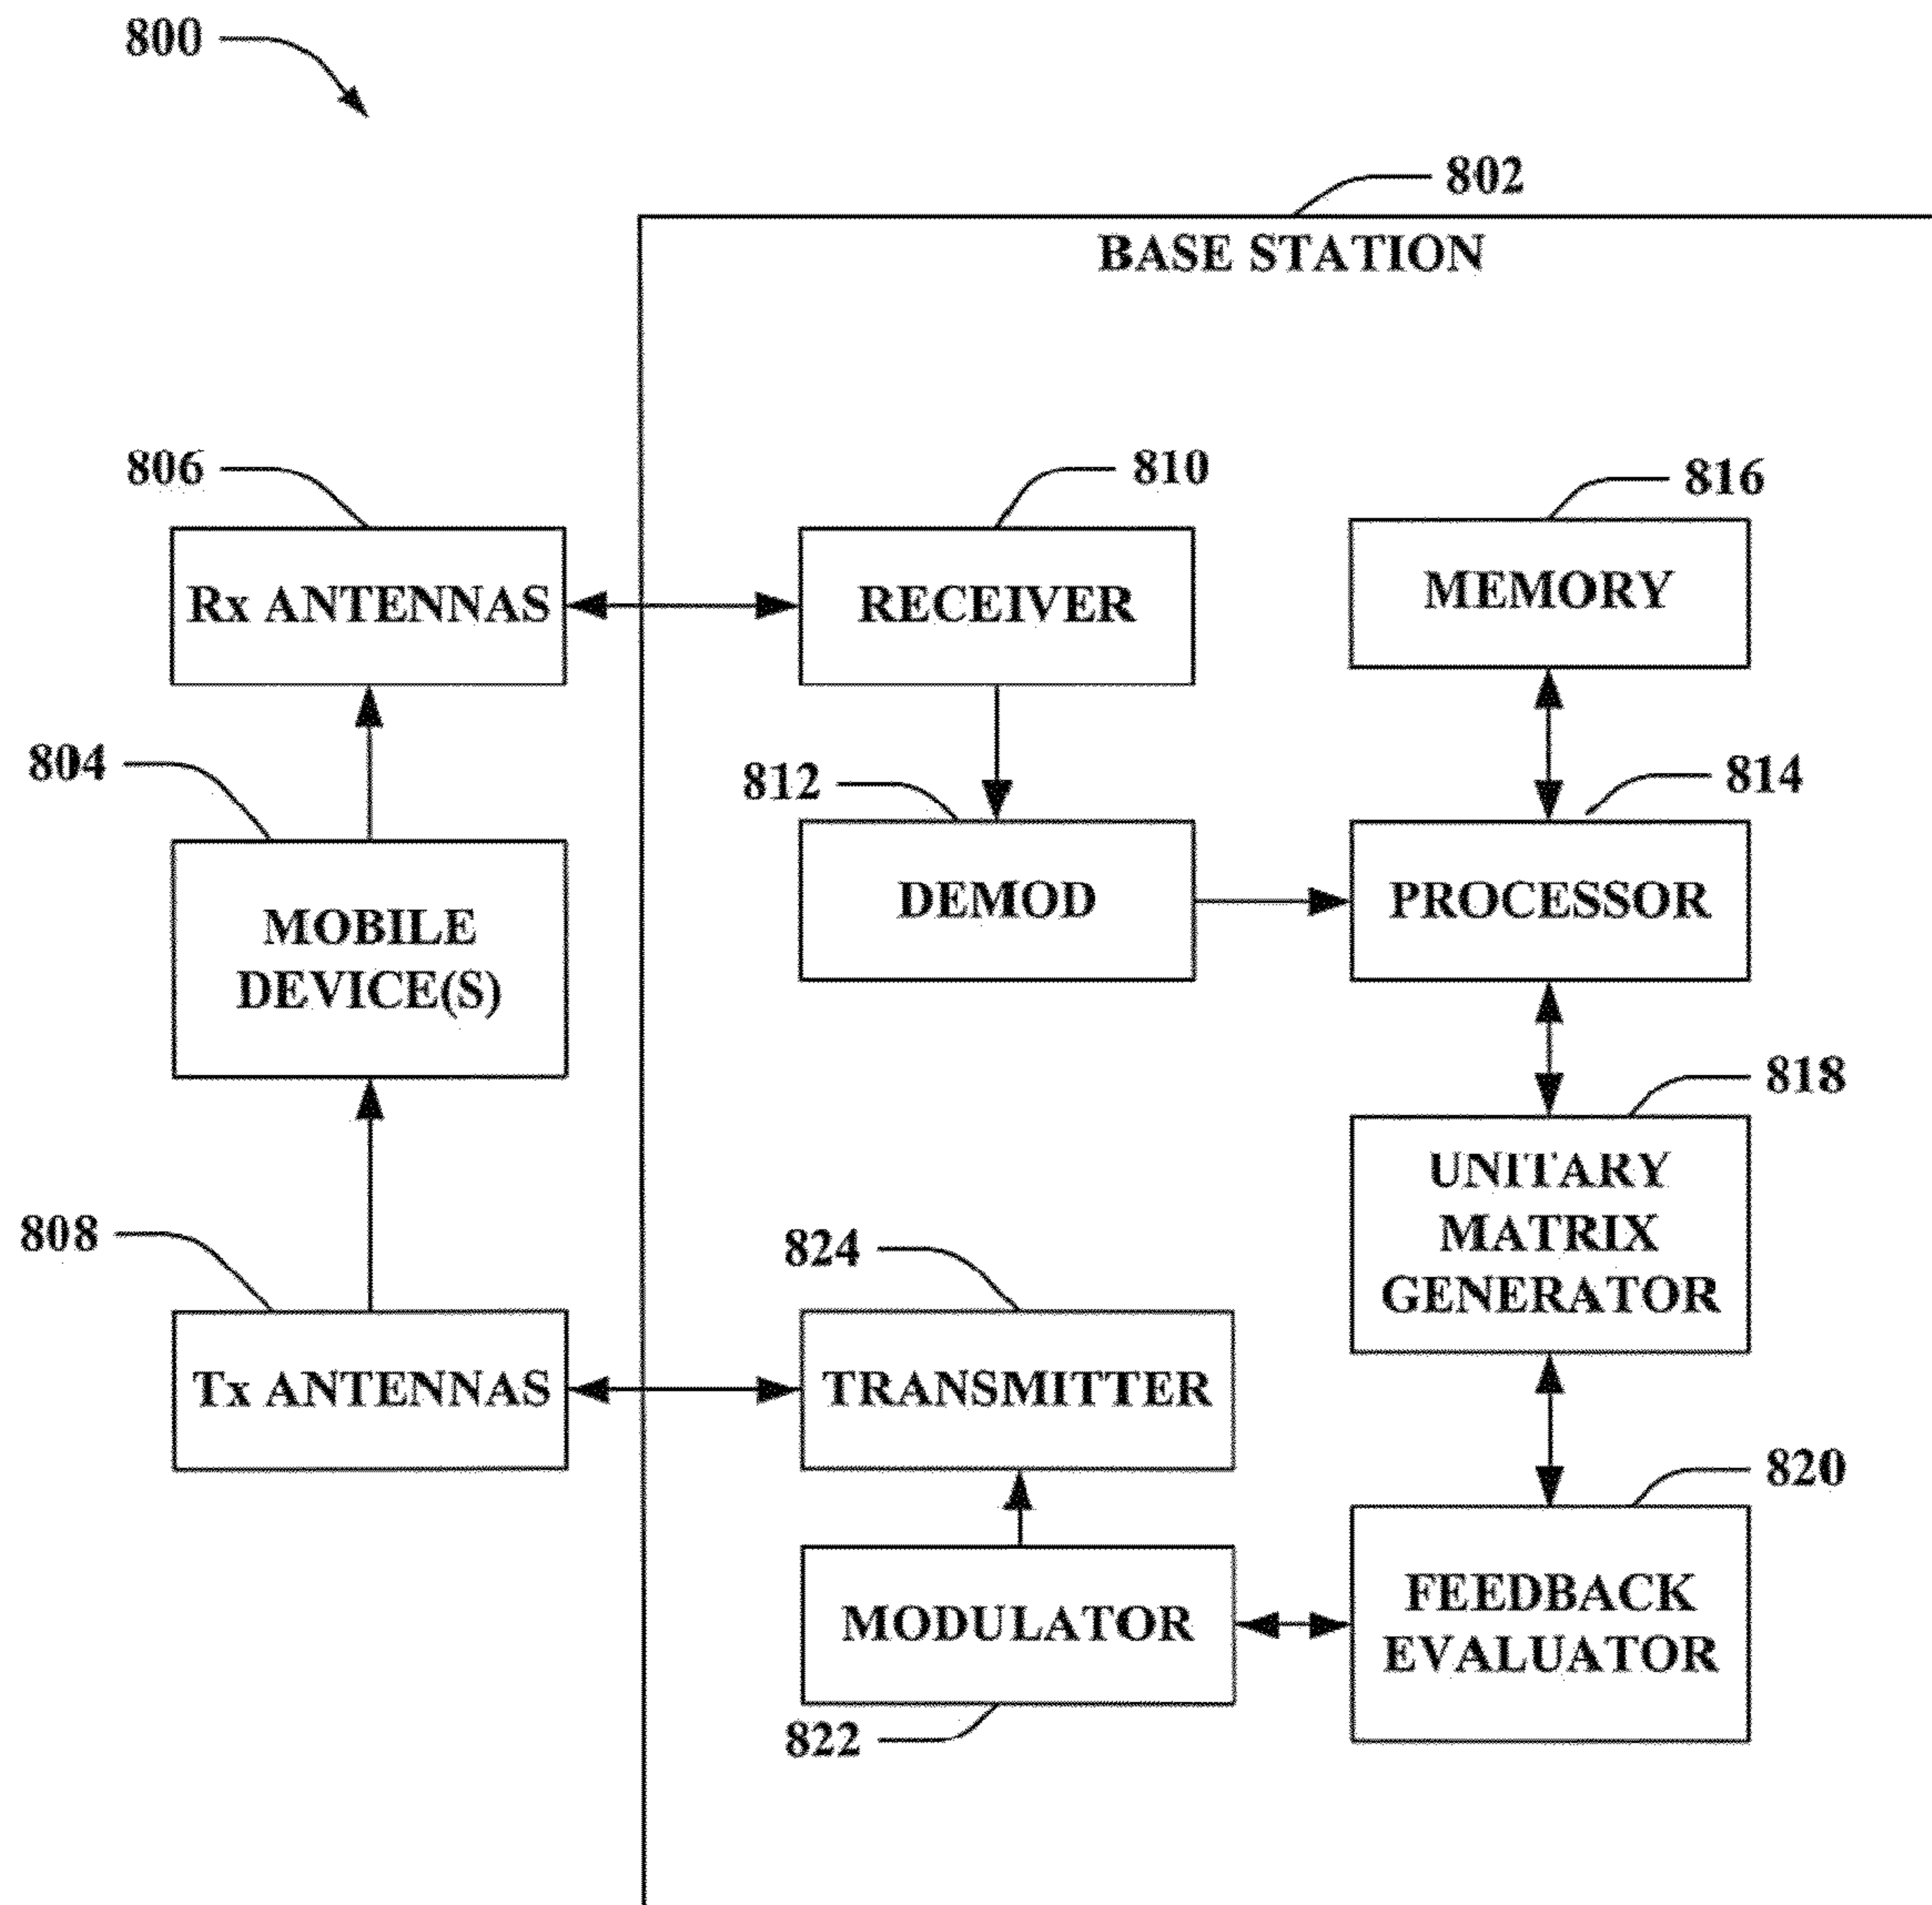 800
802
BASE STATION
806
810
816
Rx ANTENNAS
RECEIVER
MEMORY
804
812
814
MOBILE
DEVICE(S)
DEMOD
PROCESSOR
818
UNITARY
MATRIX
GENERATOR
808
824
Tx ANTENNAS
TRANSMITTER
820
MODULATOR
FEEDBACK
EVALUATOR
822